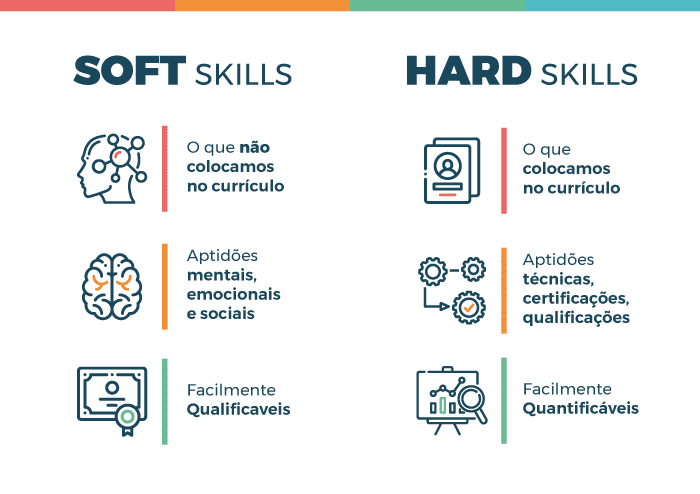 SOFT SKILLS
O que não
colocamos
no currículo
Aptidões
mentais,
emocionais
e sociais
Facilmente
Qualificaveis
HARD SKILLS
O que
colocamos
no currículo
Aptidões
técnicas,
certificações,
qualificações
Facilmente
Quantificáveis